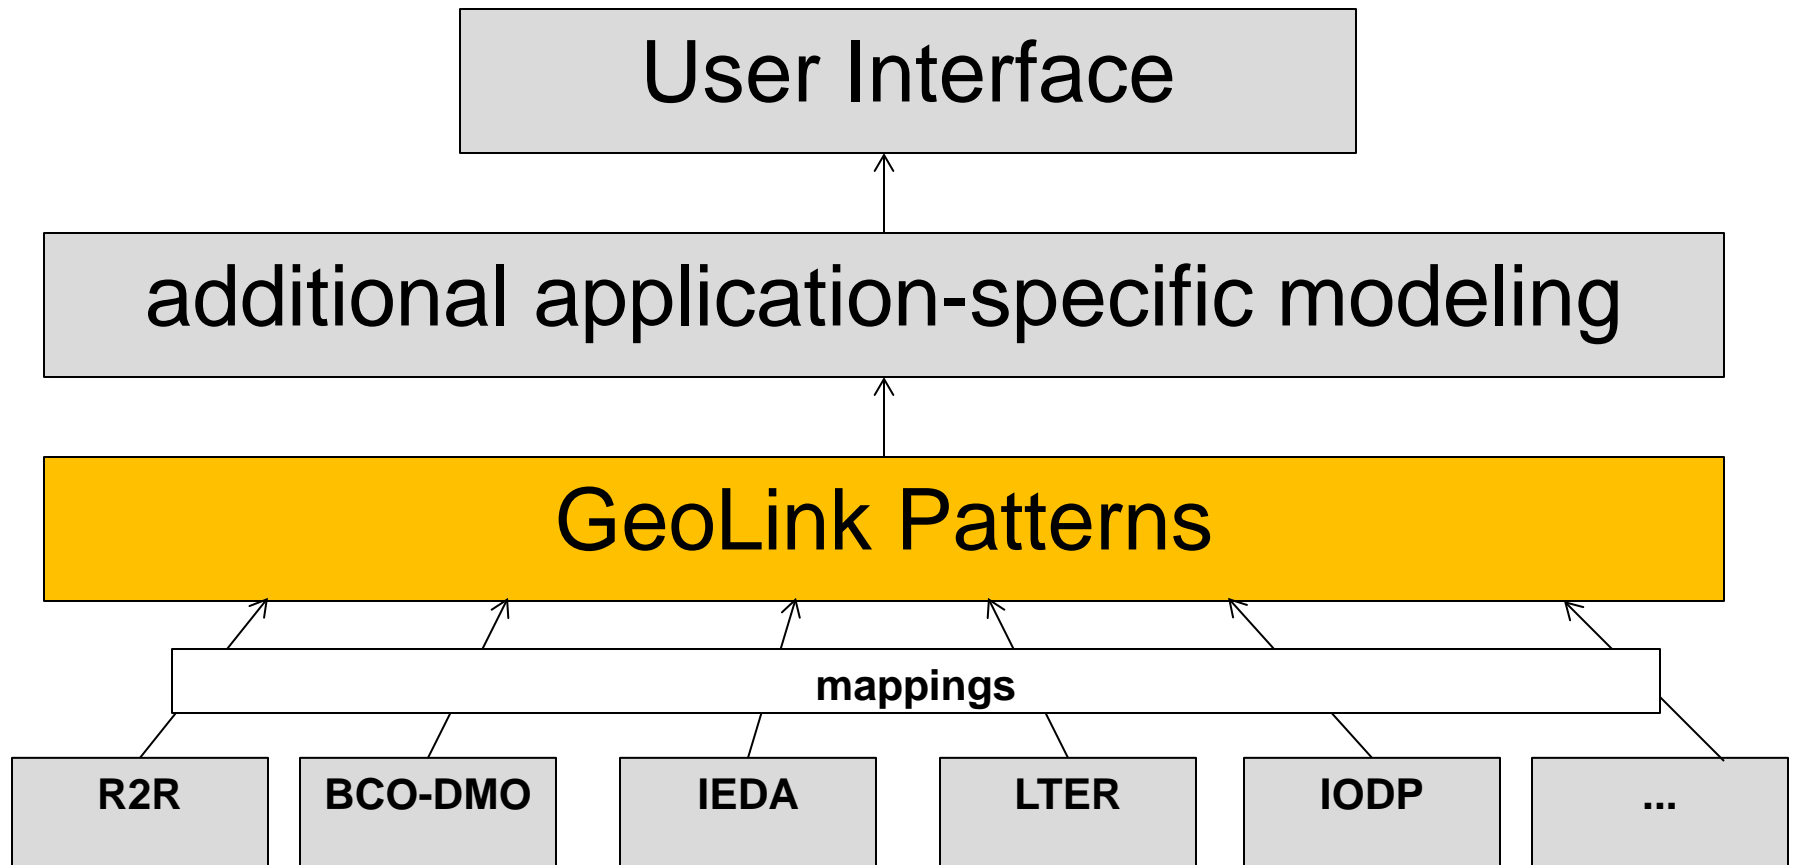 User Interface
additional application-specific modeling
GeoLink Patterns
mappings
R2R BCO-DMO IEDA LTER IODP ...